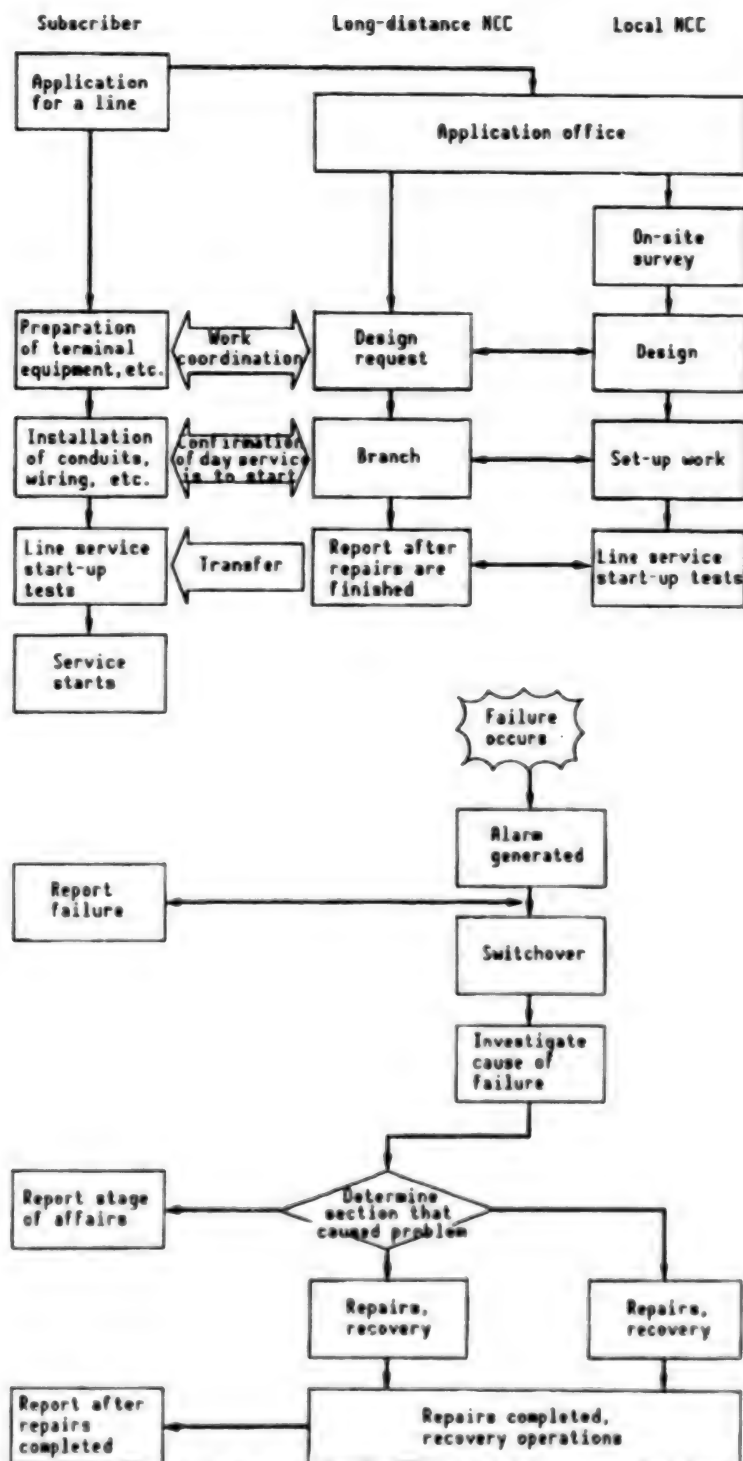 Subscriber Long-distance NCC Local NCC
Application
for a line
Application office
On-site
survey
Preparation
of terminal
equipment, etc.
Work
coordination
Design
request
Design
Installation
of conduits,
wiring, etc.
Confirmation
of day service
is to start
Branch
Set-up work
Line service
start-up
tests
Transfer
Report after
repairs are
finished
Line service
start-up tests
Service
starts
Failure
occurs
Alarm
generated
Report
failure
Switchover
Investigate
cause of
failure
Report stage
of affairs
Determine
section that
caused problem
Repairs,
recovery
Repairs,
recovery
Report after
repairs
completed
Repairs completed,
recovery operations